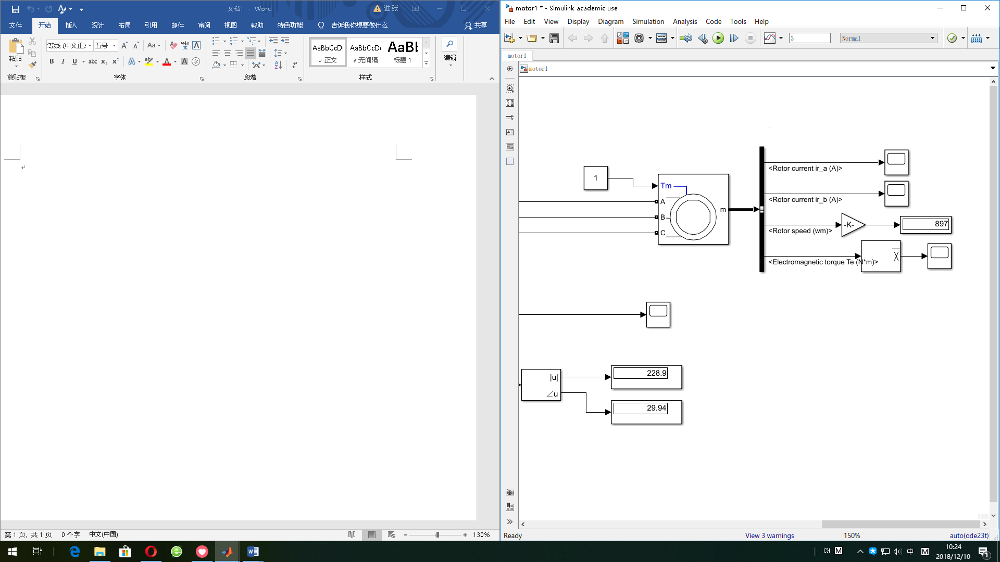 文档1 - Word
进 张
文件 开始 插入 设计 布局 引用 邮件 审阅 视图 帮助 特色功能 告诉我你想要做什么 共享
等线 (中文正文 五号
粘贴
剪贴板 字体 段落 样式
AaBbCcDı 正文
AaBbCcDı 无间隔
AaBb 标题 1
编辑
第 1 页, 共 1 页 0 个字 中文(中国) 130%
motor1 * - Simulink academic use
File Edit View Display Diagram Simulation Analysis Code Tools Help
3 Normal
motor1
motor1
1
Tm
A
B
C
m
<Rotor current ir_a (A)>
<Rotor current ir_b (A)>
<Rotor speed (wm)>
-K-
897
<Electromagnetic torque Te (N*m)>
|u|
∠u
228.9
29.94
Ready View 3 warnings 150% auto(ode23t)
CH M 中 M
10:24
2018/12/10
1